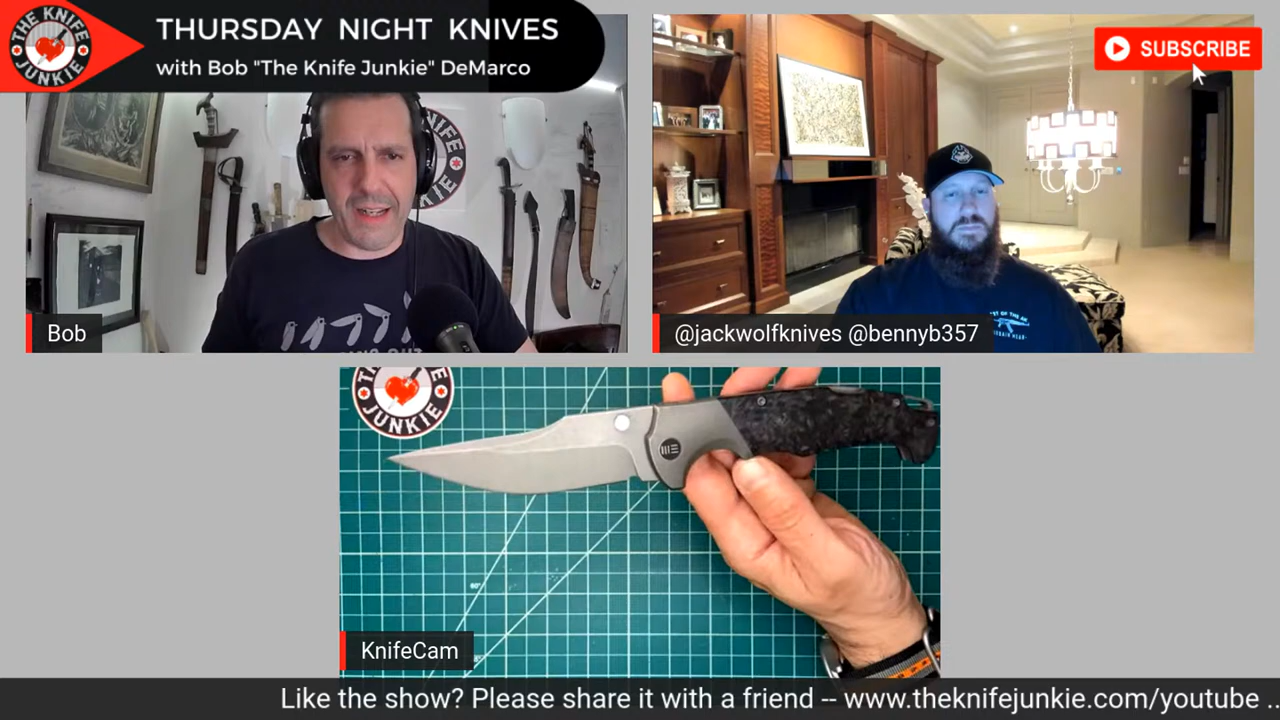 THE KNIFE
JUNKIE
THURSDAY NIGHT KNIVES
with Bob "The Knife Junkie" DeMarco
SUBSCRIBE
KNIFE
JUNKIE
Bob
@jackwolfknives @bennyb357
JUNKIE
KnifeCam
Like the show? Please share it with a friend -- www.theknifejunkie.com/youtube ..